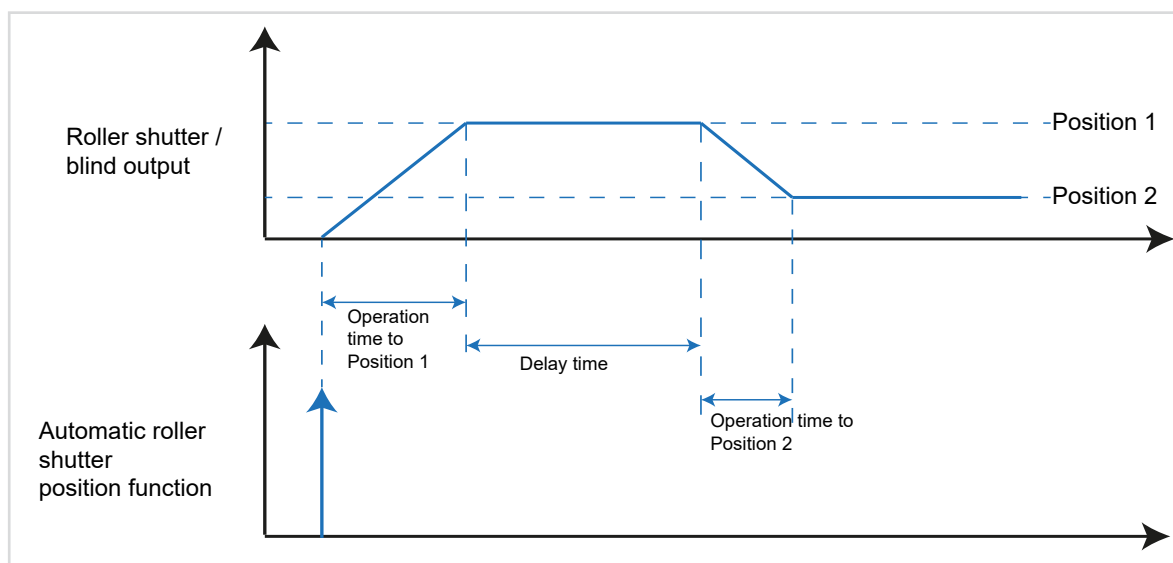 Roller shutter /
blind output
Position 1
Position 2
Operation
time to
Position 1
Delay time
Operation time to
Position 2
Automatic roller
shutter
position function